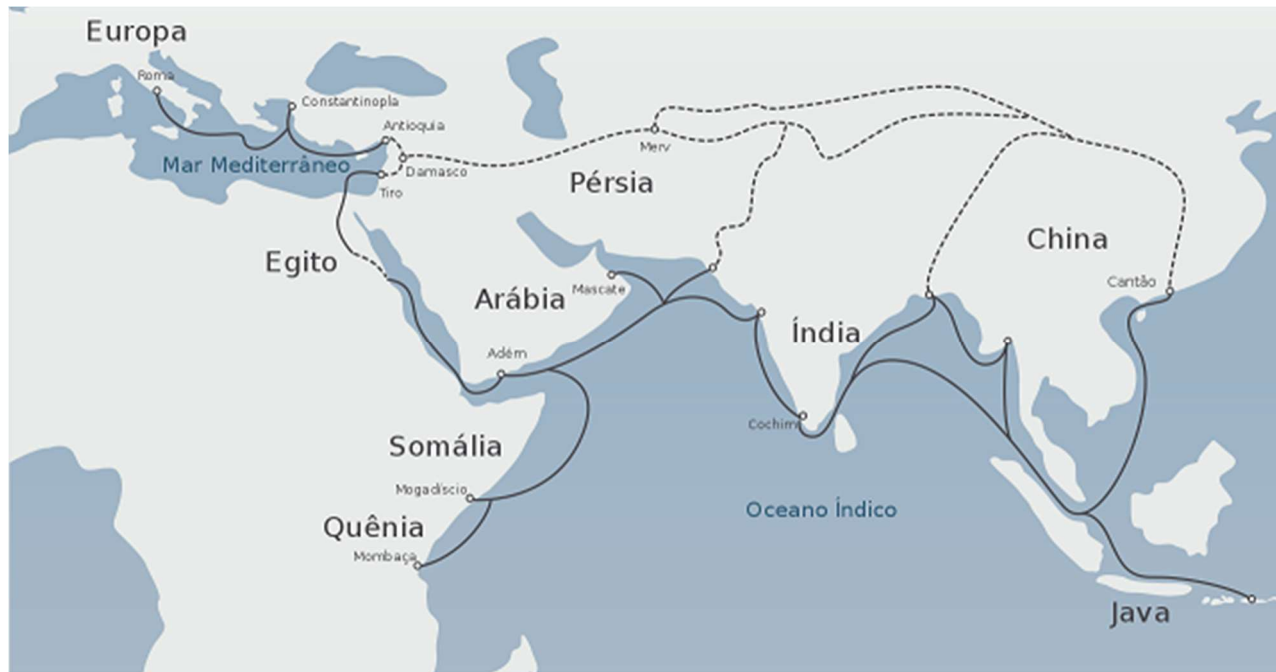 Europa
Roma
Constantinopla
Antioquia
Mar Mediterrâneo
Damasco
Merv
Tiro
Pérsia
China
Egito
Cantão
Mascate
Arábia
Índia
Adém
Cochim
Somália
Mogadíscio
Oceano Índico
Quênia
Mombaça
Java